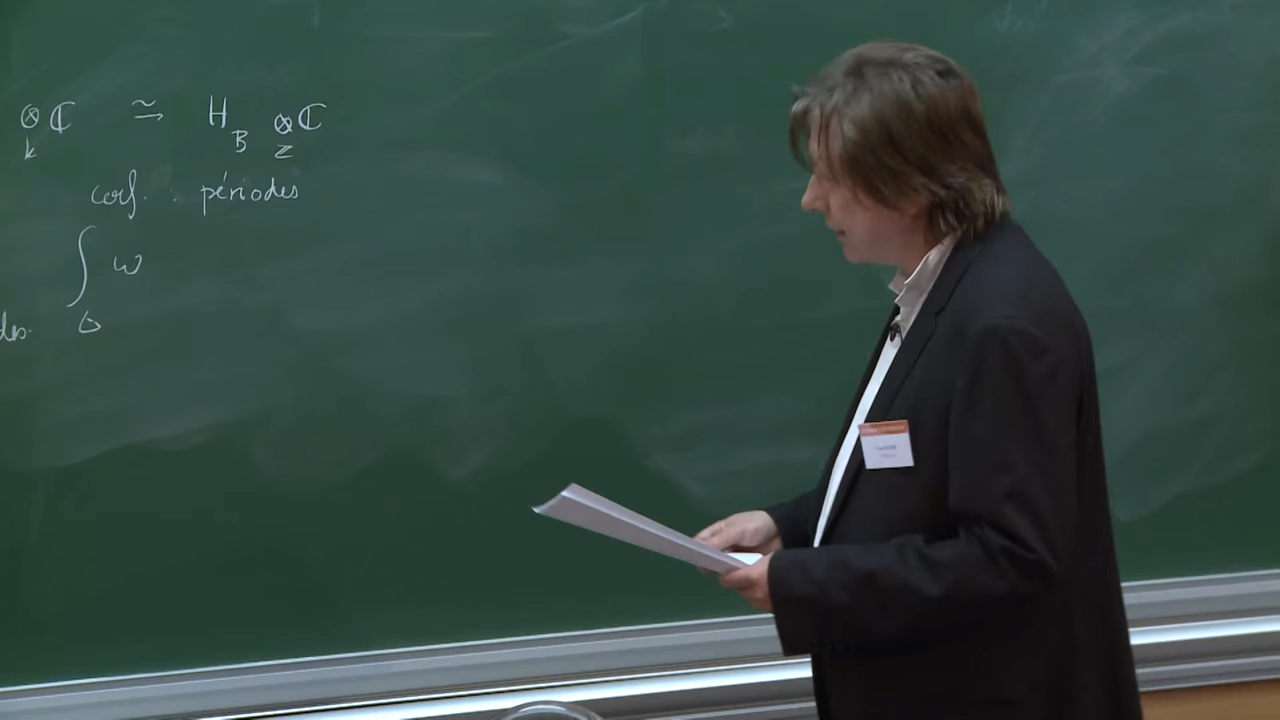 ⊗ ℂ ⥲ H_B ⊗ ℂ
k ℤ
coef. : périodes
∫ ω